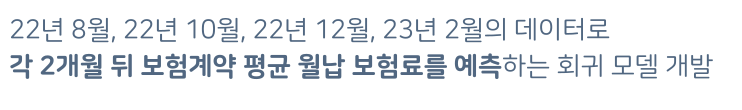 22년 8월, 22년 10월, 22년 12월, 23년 2월의 데이터로
각 2개월 뒤 보험계약 평균 월납 보험료를 예측하는 회귀 모델 개발